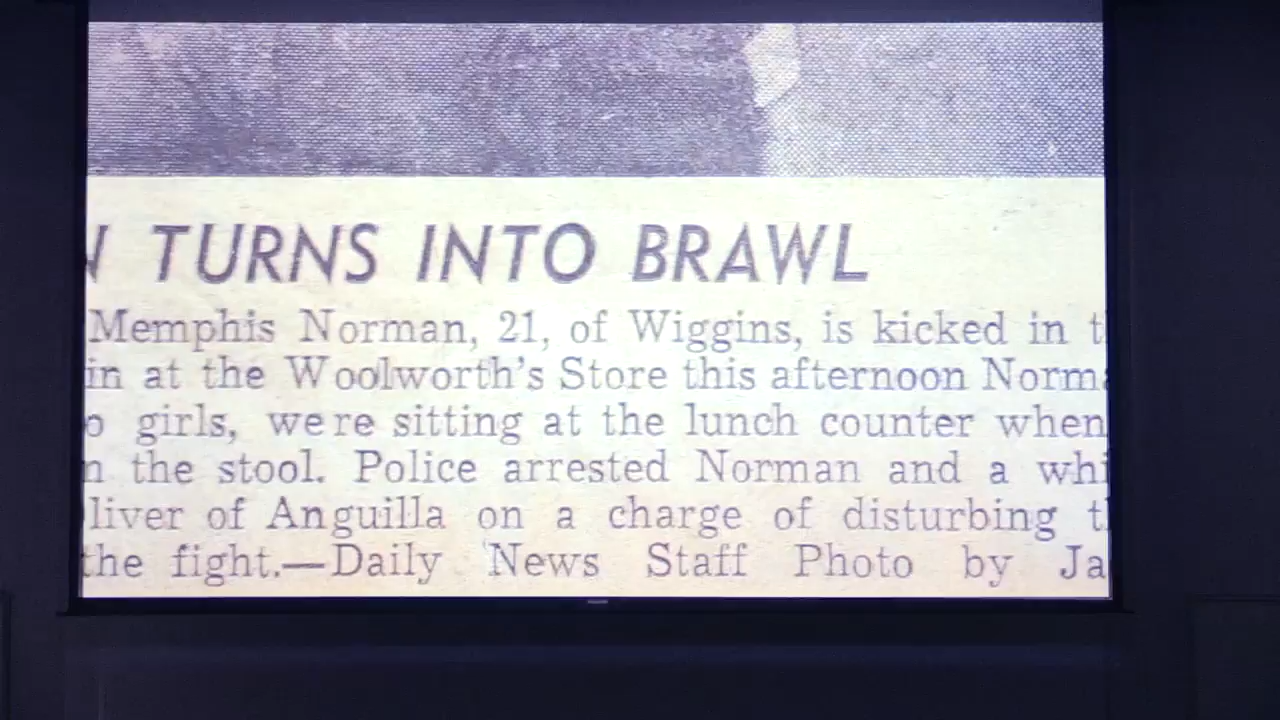 TURNS INTO BRAWL
Memphis Norman, 21, of Wiggins, is kicked in
in at the Woolworth's Store this afternoon
girls, were sitting at the lunch counter when
the stool. Police arrested Norman and a
of Anguilla on a charge of disturbing
the fight.—Daily News Staff Photo by